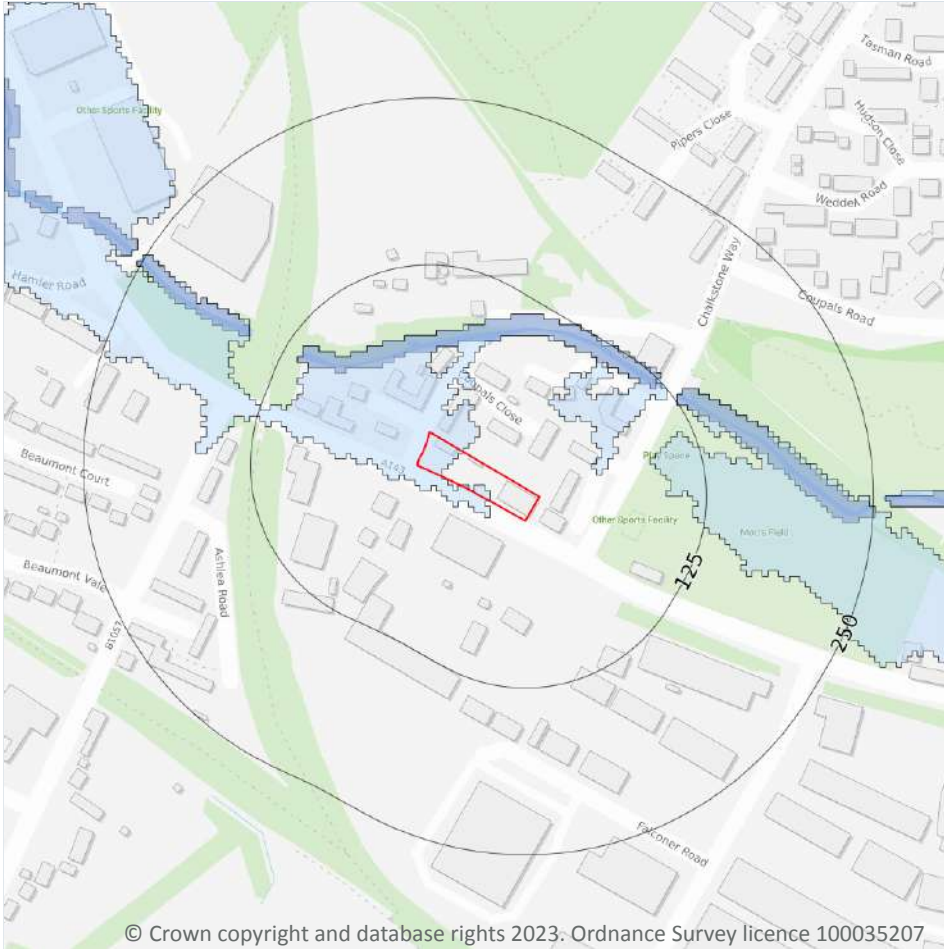 Tasman Road
Other Sports Facility
Hudson Close
Pipers Close
Weddell Road
Chalkstone Way
Hamler Road
Coupals Road
Coupals Close
A143
Beaumont Court
Play Space
Other Sports Facility
Beaumont Vale
Ashlea Road
125
B1057
250
Falconer Road
© Crown copyright and database rights 2023. Ordnance Survey licence 100035207